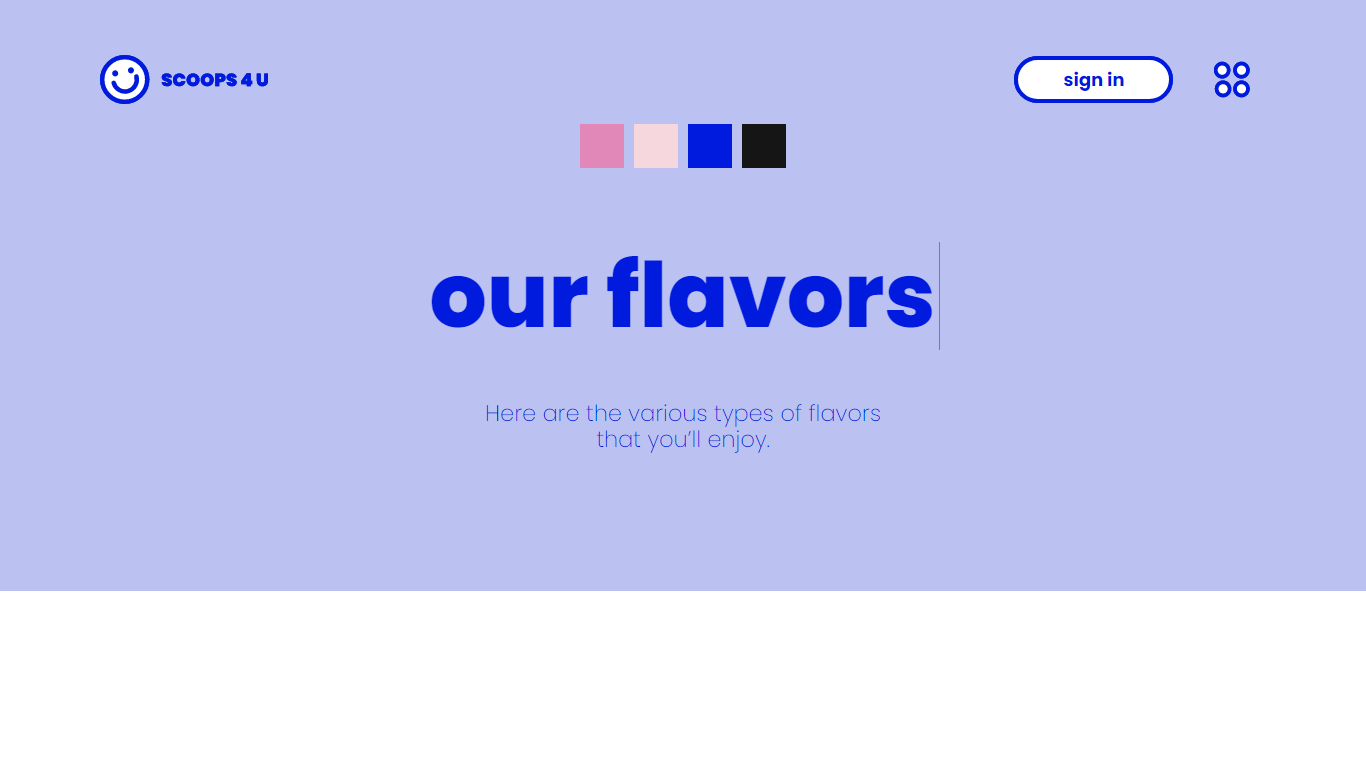 SCOOPS 4 U
sign in
our flavors
Here are the various types of flavors
that you’ll enjoy.